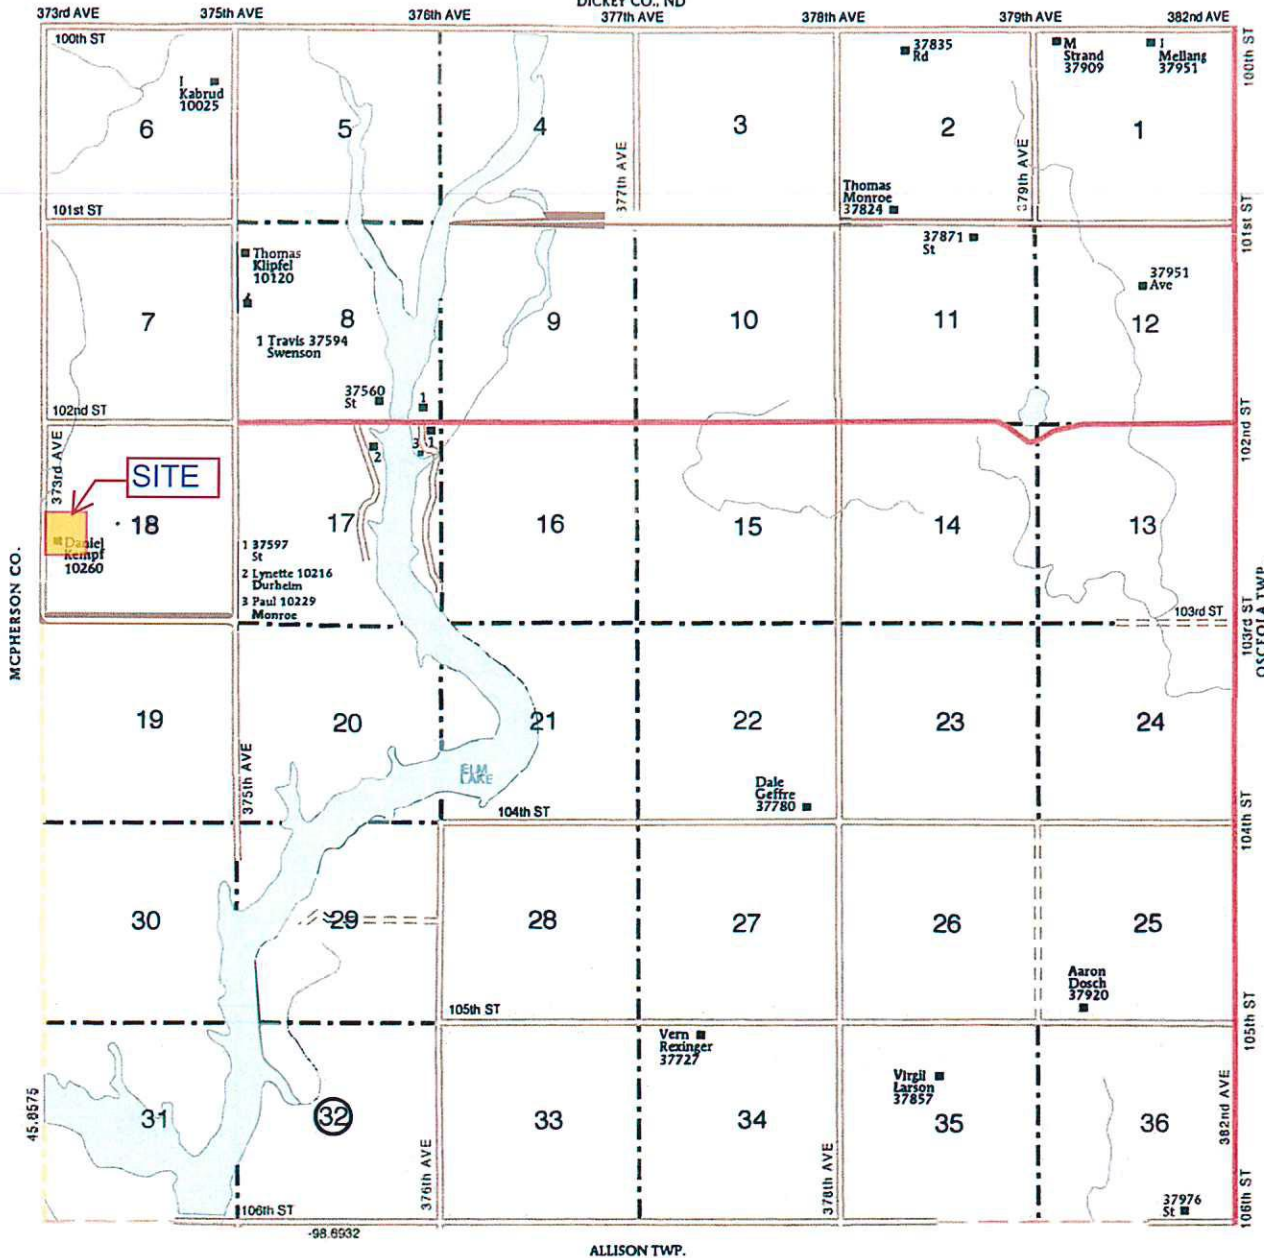 DICKEY CO., ND
373rd AVE
375th AVE
376th AVE
377th AVE
378th AVE
379th AVE
382nd AVE
100th ST
I
Kabrud
10025
6
5
4
3
37835
Rd
2
M
Strand
37909
I
Mellang
37951
1
100th ST
377th AVE
379th AVE
Thomas
Monroe
37824
101st ST
101st ST
Thomas
Klipfel
10120
37871
St
37951
Ave
7
8
9
10
11
12
1 Travis 37594
Swenson
37560
St
1
102nd ST
102nd ST
373rd AVE
2
3
1
SITE
18
17
16
15
14
13
Daniel
Kempf
10260
1 37597
St
2 Lynette 10216
Durheim
3 Paul 10229
Monroe
MCPHERSON CO.
103rd ST
103rd ST
OSCEOLA TWP.
19
20
21
22
23
24
375th AVE
ELM
LAKE
Dale
Geffre
37780
104th ST
104th ST
30
29
28
27
26
25
Aaron
Dosch
37920
105th ST
105th ST
Vern
Rexinger
37727
Virgil
Larson
37857
45.8575
31
32
33
34
35
36
376th AVE
378th AVE
382nd AVE
37976
St
106th ST
106th ST
-98.6932
ALLISON TWP.